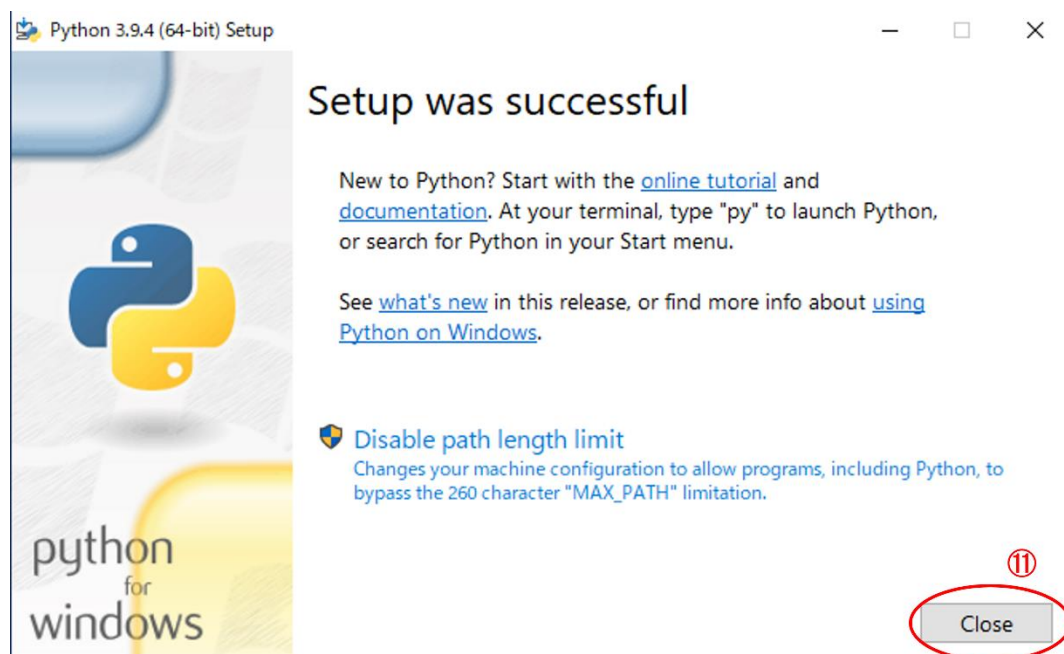 Python 3.9.4 (64-bit) Setup
Setup was successful
New to Python? Start with the online tutorial and
documentation. At your terminal, type "py" to launch Python,
or search for Python in your Start menu.
See what's new in this release, or find more info about using
Python on Windows.
Disable path length limit
Changes your machine configuration to allow programs, including Python, to
bypass the 260 character "MAX_PATH" limitation.
python
for
windows
⑪
Close